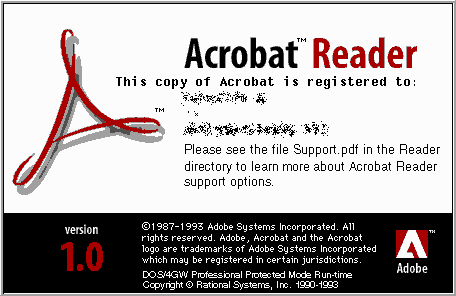 Acrobat™ Reader
This copy of Acrobat is registered to:
™
Please see the file Support.pdf in the Reader
directory to learn more about Acrobat Reader
support options.
version
1.0
©1987-1993 Adobe Systems Incorporated. All
rights reserved. Adobe, Acrobat and the Acrobat
logo are trademarks of Adobe Systems Incorporated
which may be registered in certain jurisdictions.
DOS/4GW Professional Protected Mode Run-time
Copyright © Rational Systems, Inc. 1990-1993
™
Adobe